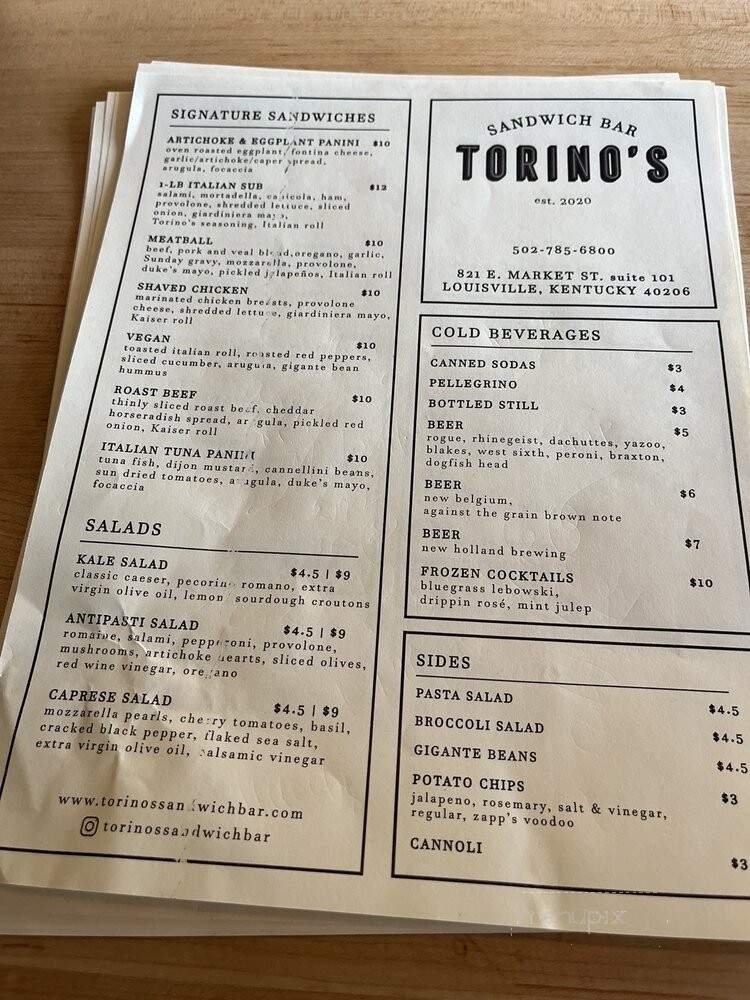 SIGNATURE SANDWICHES
ARTICHOKE & EGGPLANT PANINI $10
oven roasted eggplant, fontina cheese,
garlic/artichoke/caper spread,
arugula, focaccia
1-LB ITALIAN SUB $12
salami, mortadella, capicola, ham,
provolone, shredded lettuce, sliced
onion, giardiniera mayo,
Torino's seasoning, Italian roll
MEATBALL $10
beef, pork and veal blend, oregano, garlic,
Sunday gravy, mozzarella, provolone,
duke's mayo, pickled jalapeños, Italian roll
SHAVED CHICKEN $10
marinated chicken breasts, provolone
cheese, shredded lettuce, giardiniera mayo,
Kaiser roll
VEGAN $10
toasted italian roll, roasted red peppers,
sliced cucumber, arugula, gigante bean
hummus
ROAST BEEF $10
thinly sliced roast beef, cheddar
horseradish spread, arugula, pickled red
onion, Kaiser roll
ITALIAN TUNA PANINI $10
tuna fish, dijon mustard, cannellini beans,
sun dried tomatoes, arugula, duke's mayo,
focaccia
SALADS
KALE SALAD $4.5 | $9
classic caeser, pecorino romano, extra
virgin olive oil, lemon sourdough croutons
ANTIPASTI SALAD $4.5 | $9
romaine, salami, pepperoni, provolone,
mushrooms, artichoke hearts, sliced olives,
red wine vinegar, oregano
CAPRESE SALAD $4.5 | $9
mozzarella pearls, cherry tomatoes, basil,
cracked black pepper, flaked sea salt,
extra virgin olive oil, balsamic vinegar
www.torinossandwichbar.com
torinossandwichbar
SANDWICH BAR
TORINO'S
est. 2020
502-785-6800
821 E. MARKET ST. suite 101
LOUISVILLE, KENTUCKY 40206
COLD BEVERAGES
CANNED SODAS $3
PELLEGRINO $4
BOTTLED STILL $3
BEER $5
rogue, rhinegeist, dachuttes, yazoo,
blakes, west sixth, peroni, braxton,
dogfish head
BEER $6
new belgium,
against the grain brown note
BEER $7
new holland brewing
FROZEN COCKTAILS $10
bluegrass lebowski,
drippin rosé, mint julep
SIDES
PASTA SALAD $4.5
BROCCOLI SALAD $4.5
GIGANTE BEANS $4.5
POTATO CHIPS $3
jalapeno, rosemary, salt & vinegar,
regular, zapp's voodoo
CANNOLI $3
menupix